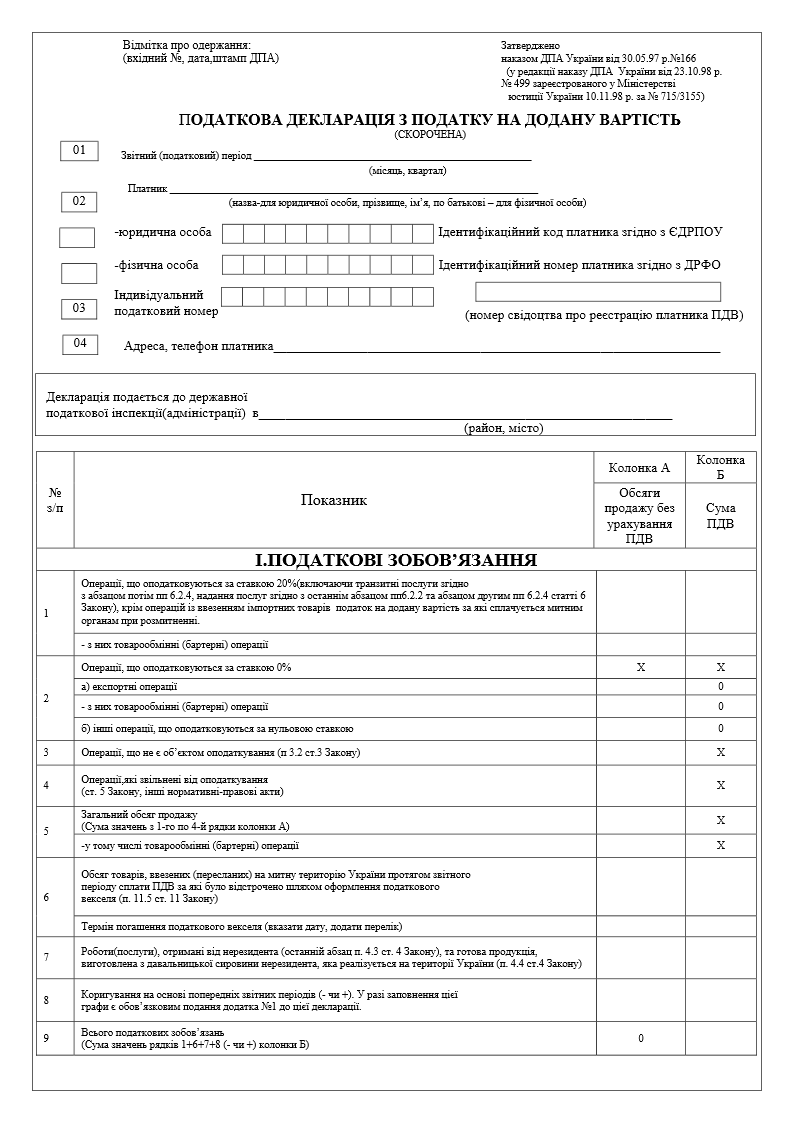 Відмітка про одержання:
(вхідний №, дата,штамп ДПА)
Затверджено
наказом ДПА України від 30.05.97 р.№166
(у редакції наказу ДПА України від 23.10.98 р.
№ 499 зареєстрованого у Міністерстві
юстиції України 10.11.98 р. за № 715/3155)
ПОДАТКОВА ДЕКЛАРАЦІЯ З ПОДАТКУ НА ДОДАНУ ВАРТІСТЬ
(СКОРОЧЕНА)
01
Звітний (податковий) період
(місяць, квартал)
02
Платник
(назва-для юридичної особи, прізвище, ім’я, по батькові – для фізичної особи)
-юридична особа
Ідентифікаційний код платника згідно з ЄДРПОУ
-фізична особа
Ідентифікаційний номер платника згідно з ДРФО
03
Індивідуальний
податковий номер
(номер свідоцтва про реєстрацію платника ПДВ)
04
Адреса, телефон платника
Декларація подається до державної
податкової інспекції(адміністрації) в
(район, місто)
№
з/п
Показник
Колонка А
Колонка
Б
Обсяги
продажу без
урахування
ПДВ
Сума
ПДВ
І.ПОДАТКОВІ ЗОБОВ’ЯЗАННЯ
1
Операції, що оподатковуються за ставкою 20%(включаючи транзитні послуги згідно
з абзацом потім пп 6.2.4, надання послуг згідно з останнім абзацом пп6.2.2 та абзацом другим пп 6.2.4 статті 6
Закону), крім операцій із ввезенням імпортних товарів податок на додану вартість за які сплачується митним
органам при розмитненні.
- з них товарообмінні (бартерні) операції
2
Операції, що оподатковуються за ставкою 0%
Х
Х
а) експортні операції
0
- з них товарообмінні (бартерні) операції
0
б) інші операції, що оподатковуються за нульовою ставкою
0
3
Операції, що не є об’єктом оподаткування (п 3.2 ст.3 Закону)
Х
4
Операції,які звільнені від оподаткування
(ст. 5 Закону, інші нормативні-правові акти)
Х
5
Загальний обсяг продажу
(Сума значень з 1-го по 4-й рядки колонки А)
Х
-у тому числі товарообмінні (бартерні) операції
Х
6
Обсяг товарів, ввезених (пересланих) на митну територію України протягом звітного
періоду сплати ПДВ за які було відстрочено шляхом оформлення податкового
векселя (п. 11.5 ст. 11 Закону)
Термін погашення податкового векселя (вказати дату, додати перелік)
7
Роботи(послуги), отримані від нерезидента (останній абзац п. 4.3 ст. 4 Закону), та готова продукція,
виготовлена з давальницької сировини нерезидента, яка реалізується на території України (п. 4.4 ст.4 Закону)
8
Коригування на основі попередніх звітних періодів (- чи +). У разі заповнення цієї
графи є обов’язковим подання додатка №1 до цієї декларації.
9
Всього податкових зобов’язань
(Сума значень рядків 1+6+7+8 (- чи +) колонки Б)
0